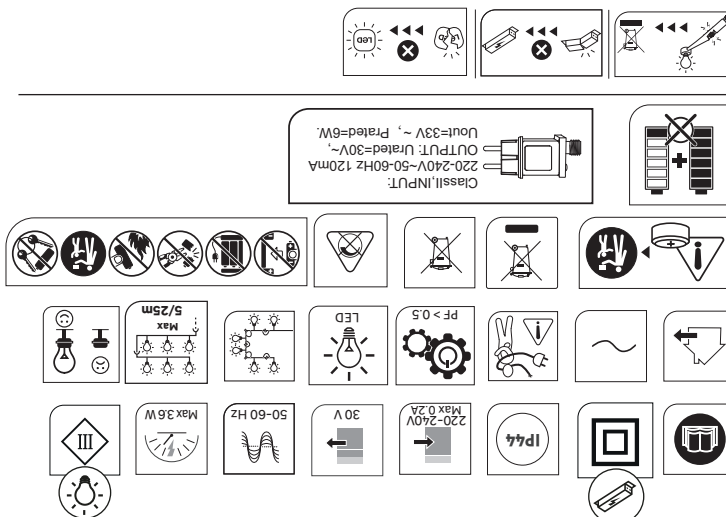 IP44
220-240V
Max 0.2A
30 V
50-60 Hz
Max3.6W
III
PF > 0.5
LED
Max
5/25m
ClassII,INPUT:
220-240V~50-60Hz 120mA
OUTPUT: Urated=30V~,
Uout=33V ~, Prated=6W.
LED